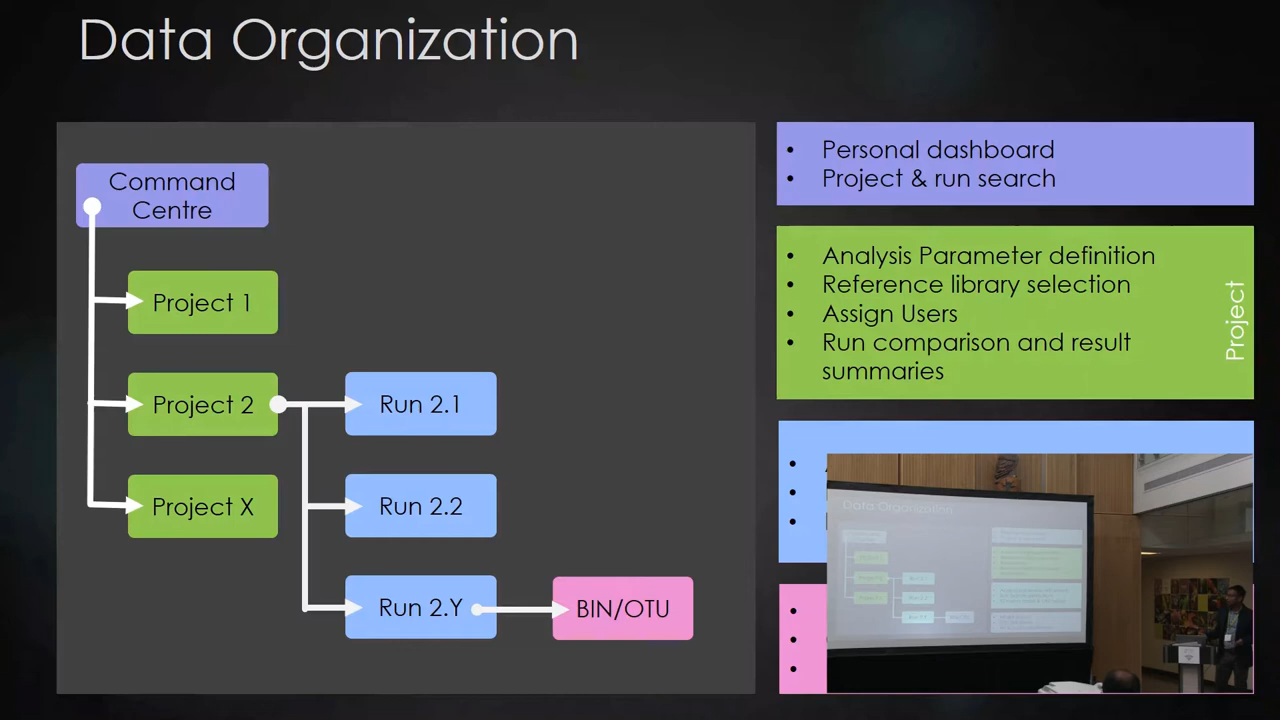 Data Organization
Command
Centre
Project 1
Project 2
Project X
Run 2.1
Run 2.2
Run 2.Y
BIN/OTU
• Personal dashboard
• Project & run search
• Analysis Parameter definition
• Reference library selection
• Assign Users
• Run comparison and result
summaries
Project
Data Organization